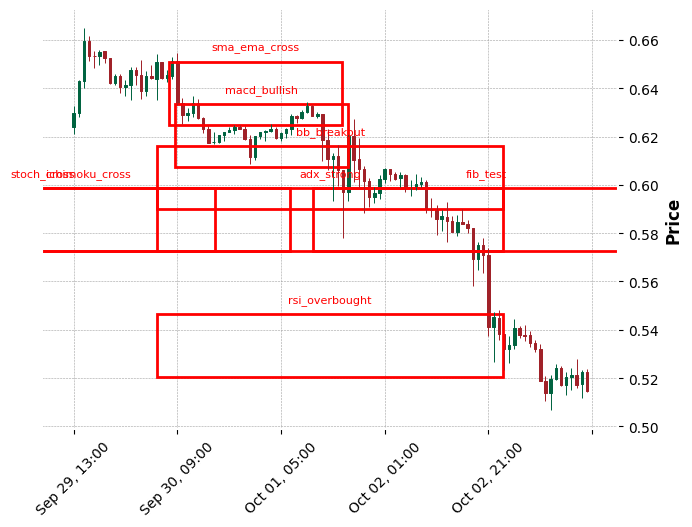 sma_ema_cross
macd_bullish
bb_breakout
adx_strong
fib_test
rsi_overbought
0.66
0.64
0.62
0.60
0.58
0.56
0.54
0.52
0.50
Price
Sep 29, 13:00
Sep 30, 09:00
Oct 01, 05:00
Oct 02, 01:00
Oct 02, 21:00